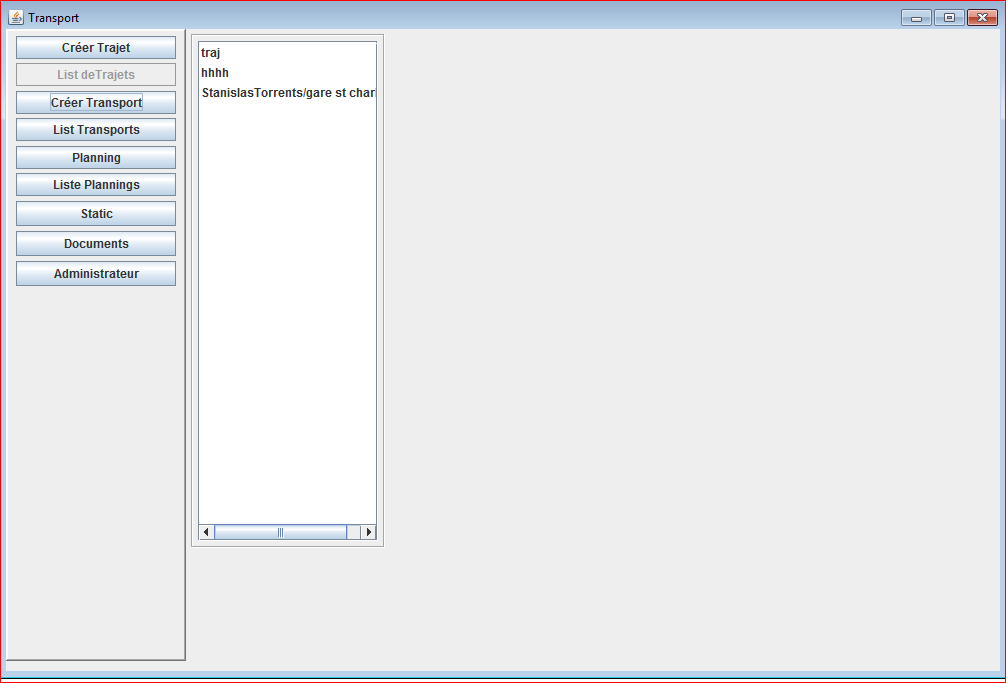 Transport
Créer Trajet
List deTrajets
Créer Transport
List Transports
Planning
Liste Plannings
Static
Documents
Administrateur
traj
hhhh
StanislasTorrents/gare st char